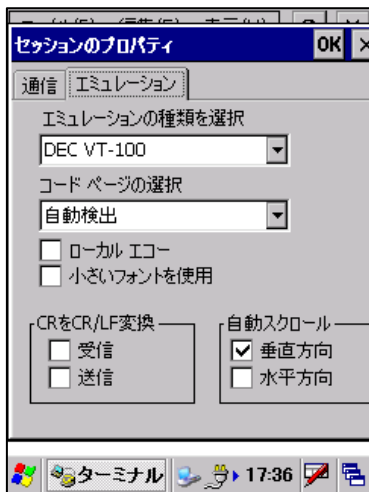 セッションのプロパティ
OK
通信
エミュレーション
エミュレーションの種類を選択
DEC VT-100
コード ページの選択
自動検出
ローカル エコー
小さいフォントを使用
CRをCR/LF変換
受信
送信
自動スクロール
垂直方向
水平方向
ターミナル
17:36